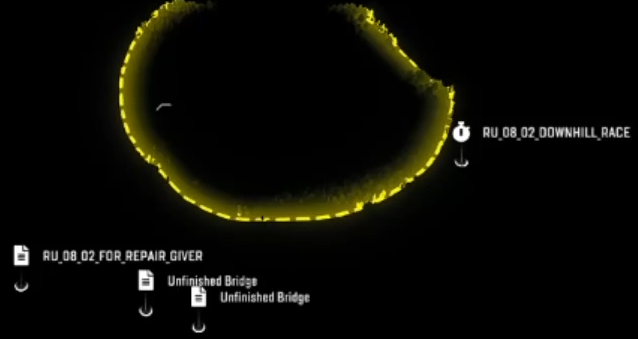 RU_08_02_DOWNHILL_RACE
RU_08_02_FOR_REPAIR_GIVER
Unfinished Bridge
Unfinished Bridge